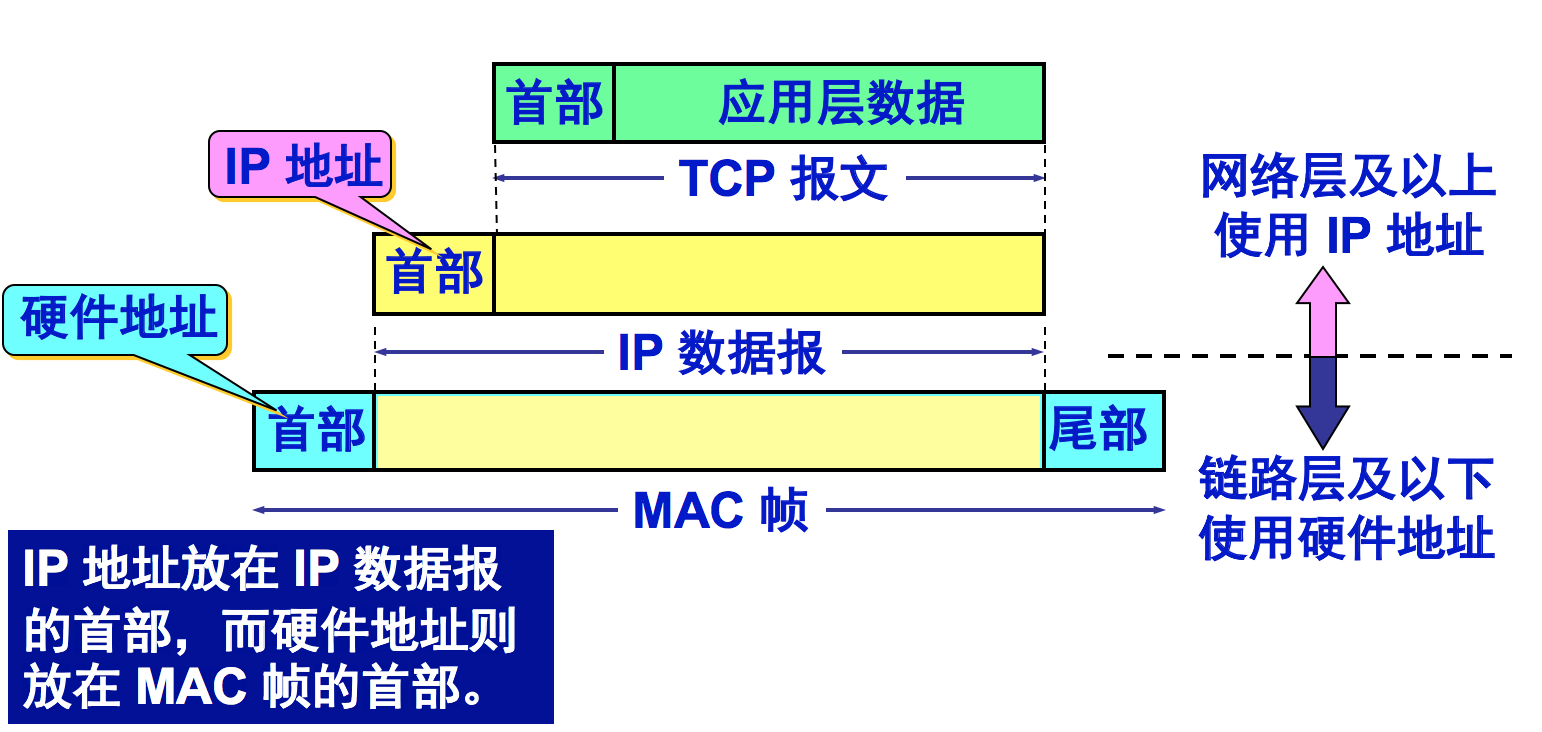 首部
应用层数据
IP 地址
TCP 报文
网络层及以上
使用 IP 地址
首部
硬件地址
IP 数据报
首部
尾部
链路层及以下
使用硬件地址
MAC 帧
IP 地址放在 IP 数据报
的首部，而硬件地址则
放在 MAC 帧的首部。